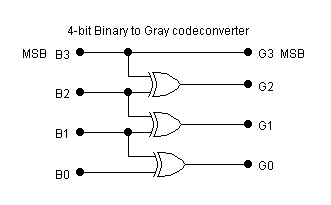 4-bit Binary to Gray codeconverter
MSB B3 G3 MSB
G2
B2
G1
B1
G0
B0